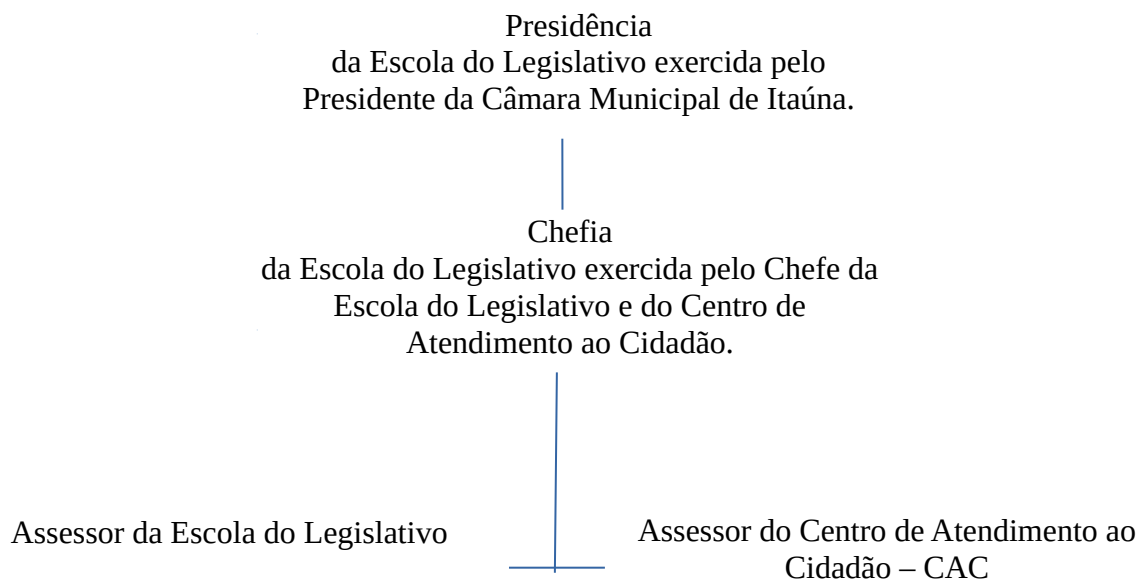 Presidência
da Escola do Legislativo exercida pelo
Presidente da Câmara Municipal de Itaúna.
Chefia
da Escola do Legislativo exercida pelo Chefe da
Escola do Legislativo e do Centro de
Atendimento ao Cidadão.
Assessor da Escola do Legislativo
Assessor do Centro de Atendimento ao
Cidadão – CAC